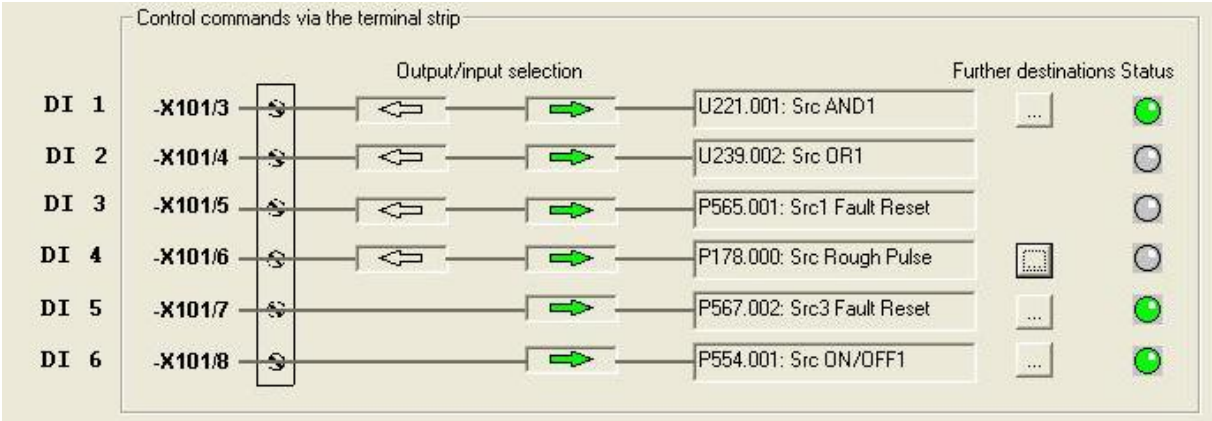 Control commands via the terminal strip
Output/input selection Further destinations Status
DI 1 -X101/3 U221.001: Src AND1 ...
DI 2 -X101/4 U239.002: Src OR1
DI 3 -X101/5 P565.001: Src1 Fault Reset
DI 4 -X101/6 P178.000: Src Rough Pulse ...
DI 5 -X101/7 P567.002: Src3 Fault Reset ...
DI 6 -X101/8 P554.001: Src ON/OFF1 ...